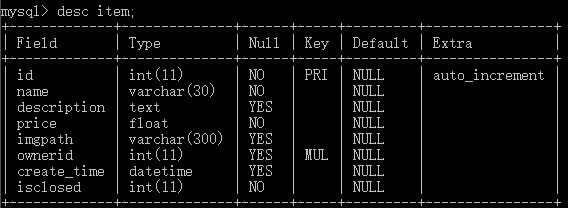 mysql> desc item;
+-------------+--------------+------+-----+---------+----------------+
| Field       | Type         | Null | Key | Default | Extra          |
+-------------+--------------+------+-----+---------+----------------+
| id          | int(11)      | NO   | PRI | NULL    | auto_increment |
| name        | varchar(30)  | NO   |     | NULL    |                |
| description | text         | YES  |     | NULL    |                |
| price       | float        | NO   |     | NULL    |                |
| imgpath     | varchar(300) | YES  |     | NULL    |                |
| ownerid     | int(11)      | YES  | MUL | NULL    |                |
| create_time | datetime     | YES  |     | NULL    |                |
| isclosed    | int(11)      | NO   |     | NULL    |                |
+-------------+--------------+------+-----+---------+----------------+